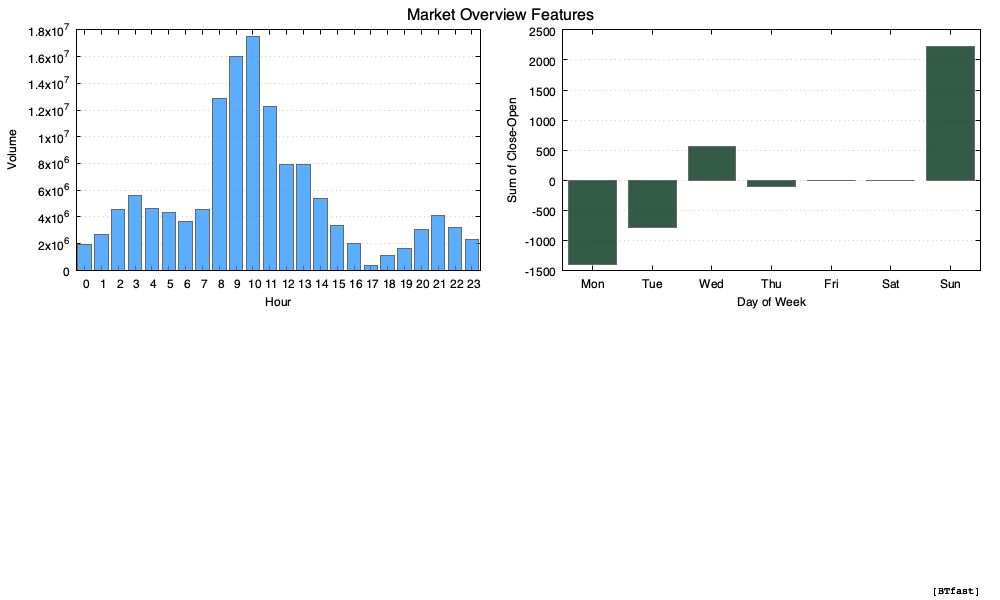 Market Overview Features
1.8x10^7
1.6x10^7
1.4x10^7
1.2x10^7
1x10^7
8x10^6
6x10^6
4x10^6
2x10^6
0
Volume
0 1 2 3 4 5 6 7 8 9 10 11 12 13 14 15 16 17 18 19 20 21 22 23
Hour
2500
2000
1500
1000
500
0
-500
-1000
-1500
Sum of Close-Open
Mon Tue Wed Thu Fri Sat Sun
Day of Week
[BTfast]